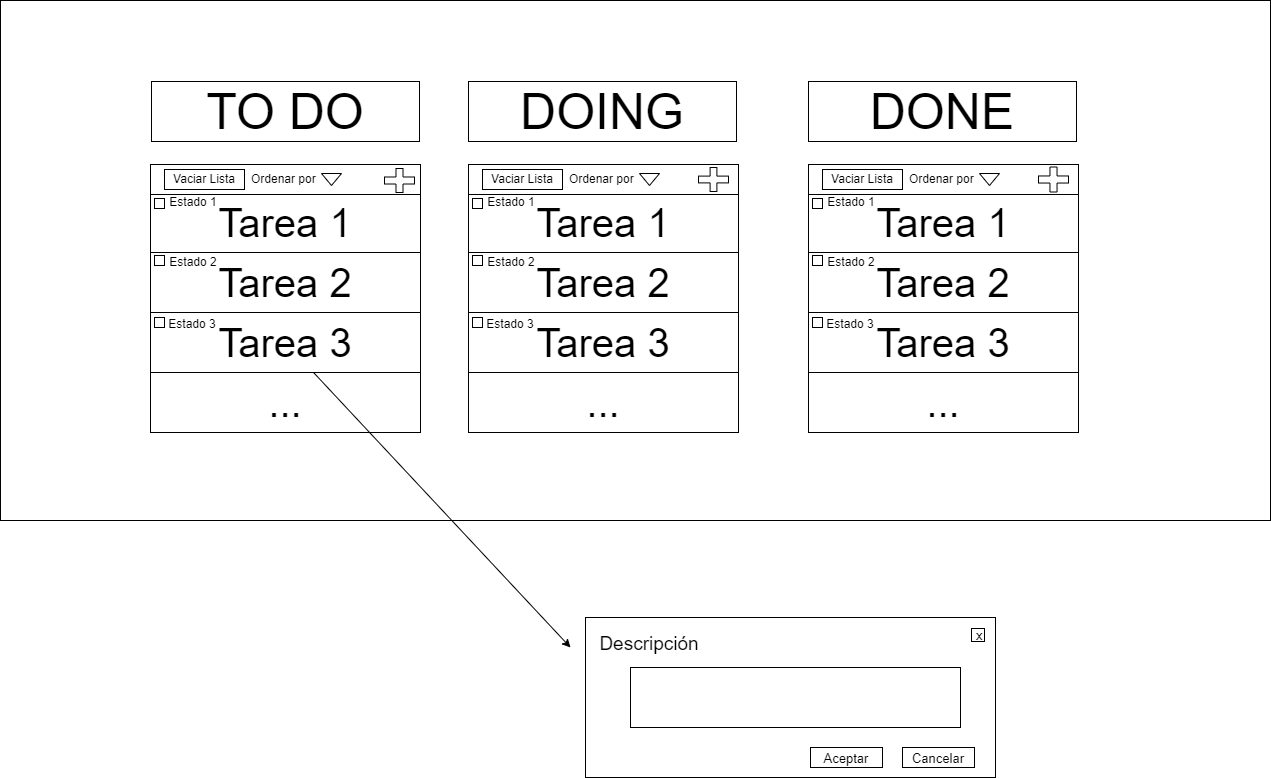 TO DO
DOING
DONE
Vaciar Lista Ordenar por
Estado 1
Tarea 1
Estado 2
Tarea 2
Estado 3
Tarea 3
...
Vaciar Lista Ordenar por
Estado 1
Tarea 1
Estado 2
Tarea 2
Estado 3
Tarea 3
...
Vaciar Lista Ordenar por
Estado 1
Tarea 1
Estado 2
Tarea 2
Estado 3
Tarea 3
...
Descripción
x
Aceptar
Cancelar